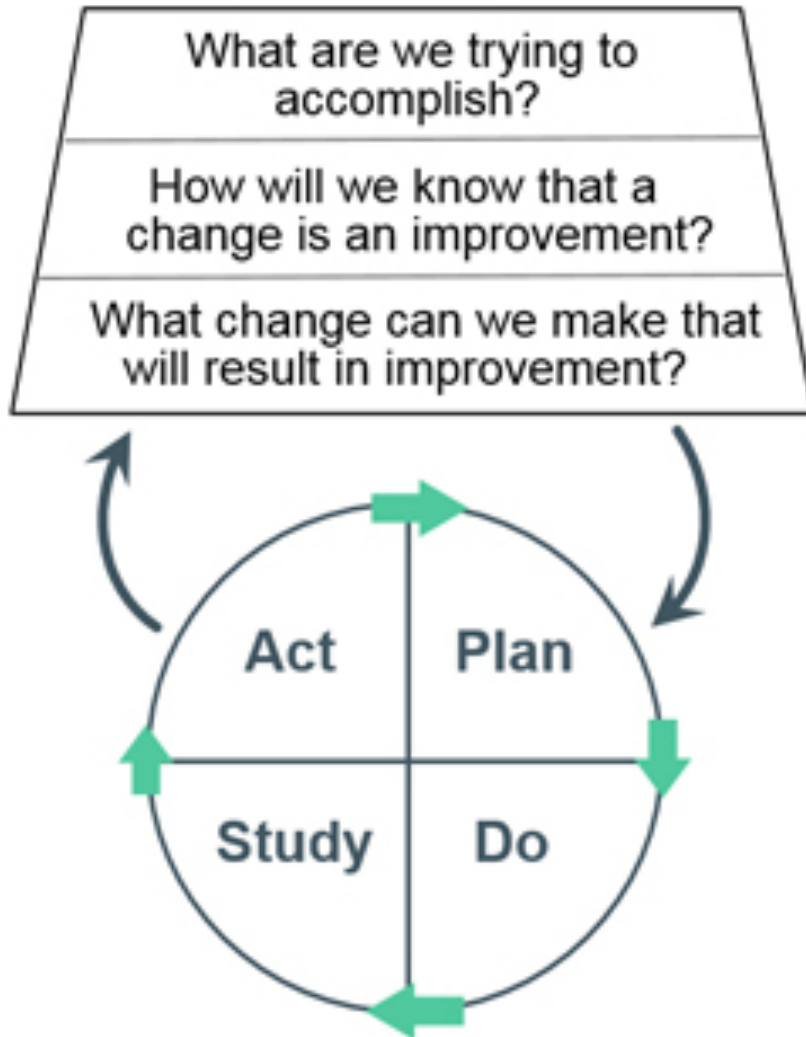 What are we trying to
accomplish?
How will we know that a
change is an improvement?
What change can we make that
will result in improvement?
Act
Plan
Study
Do